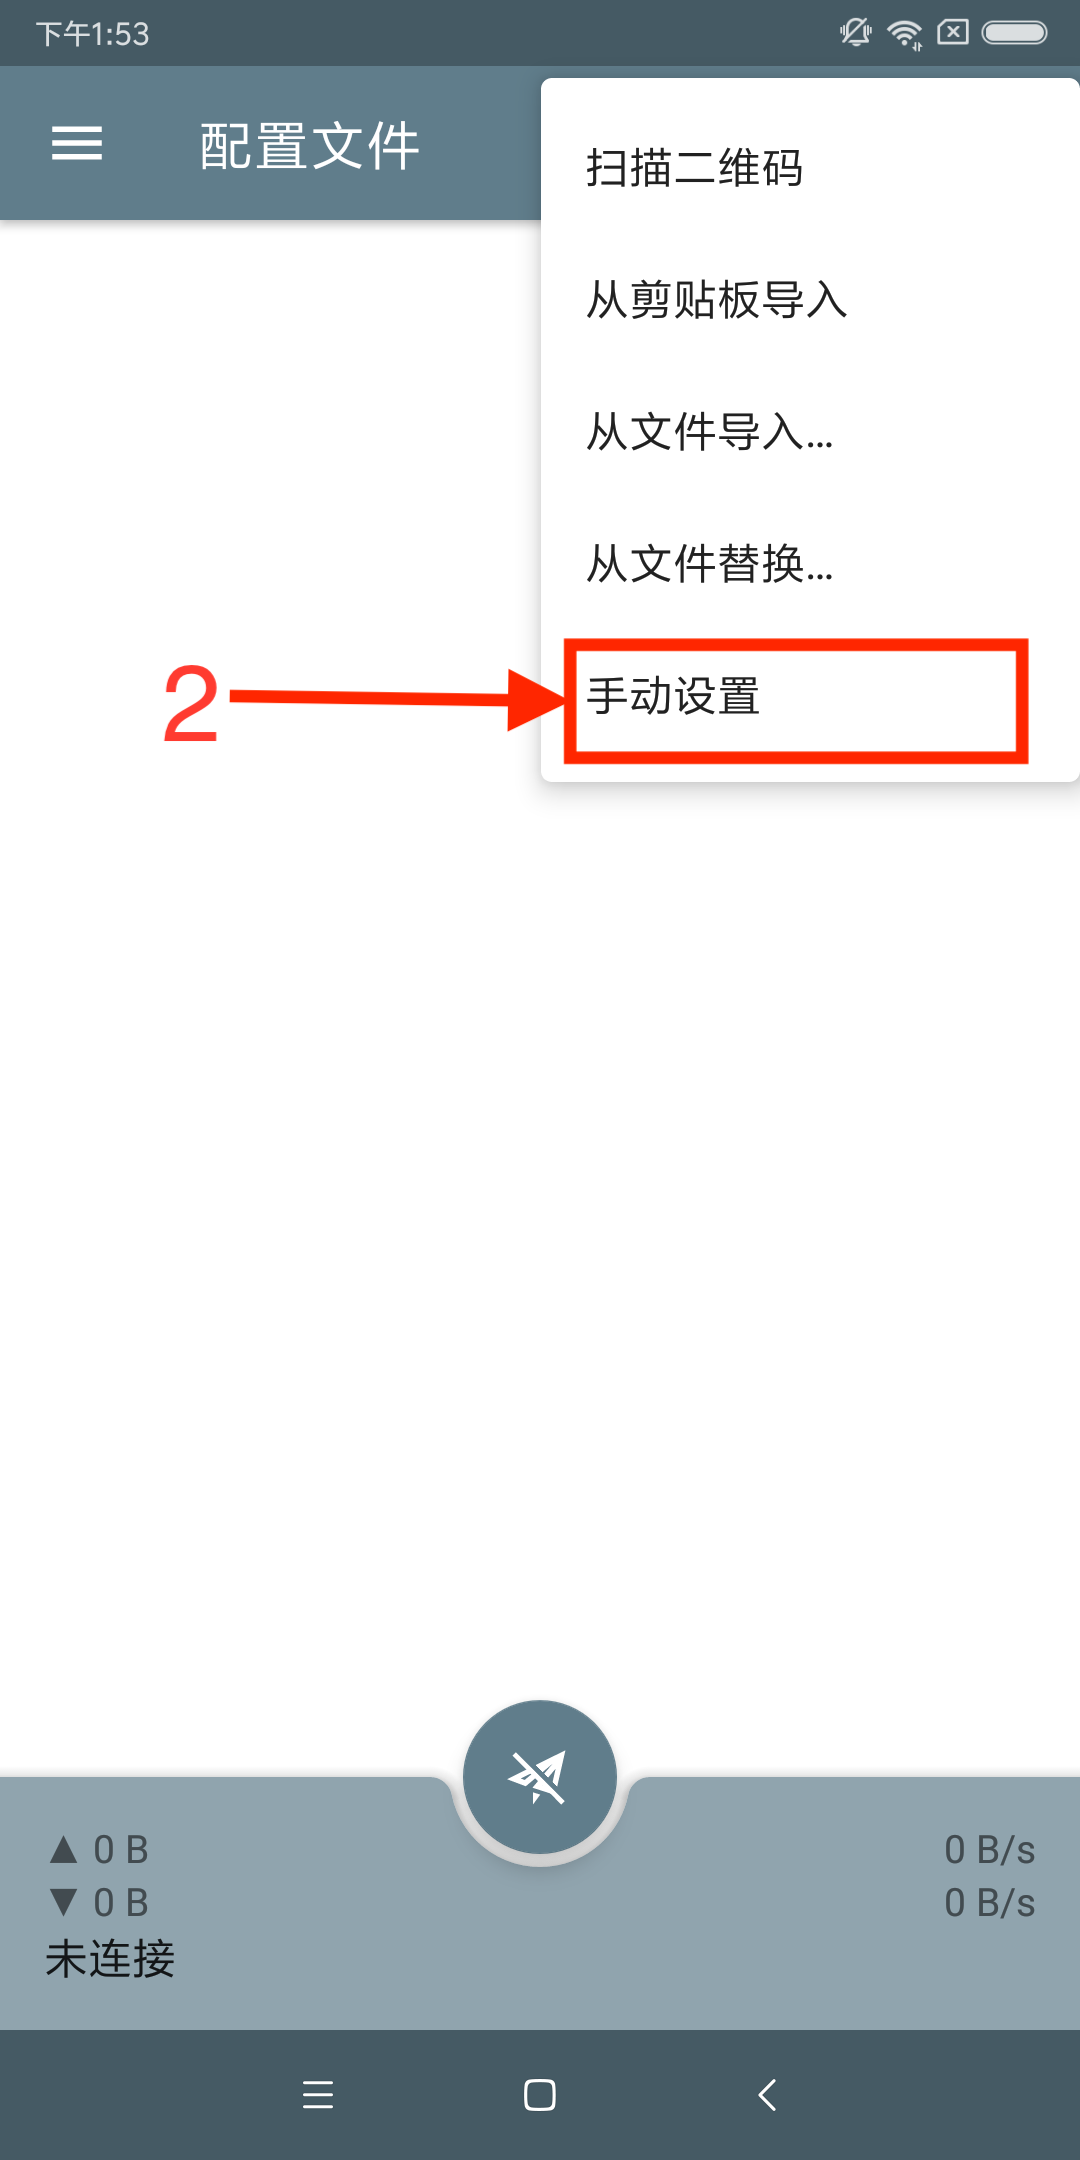 下午1:53
配置文件
扫描二维码
从剪贴板导入
从文件导入...
从文件替换...
2
手动设置
▲ 0 B
0 B/s
▼ 0 B
0 B/s
未连接